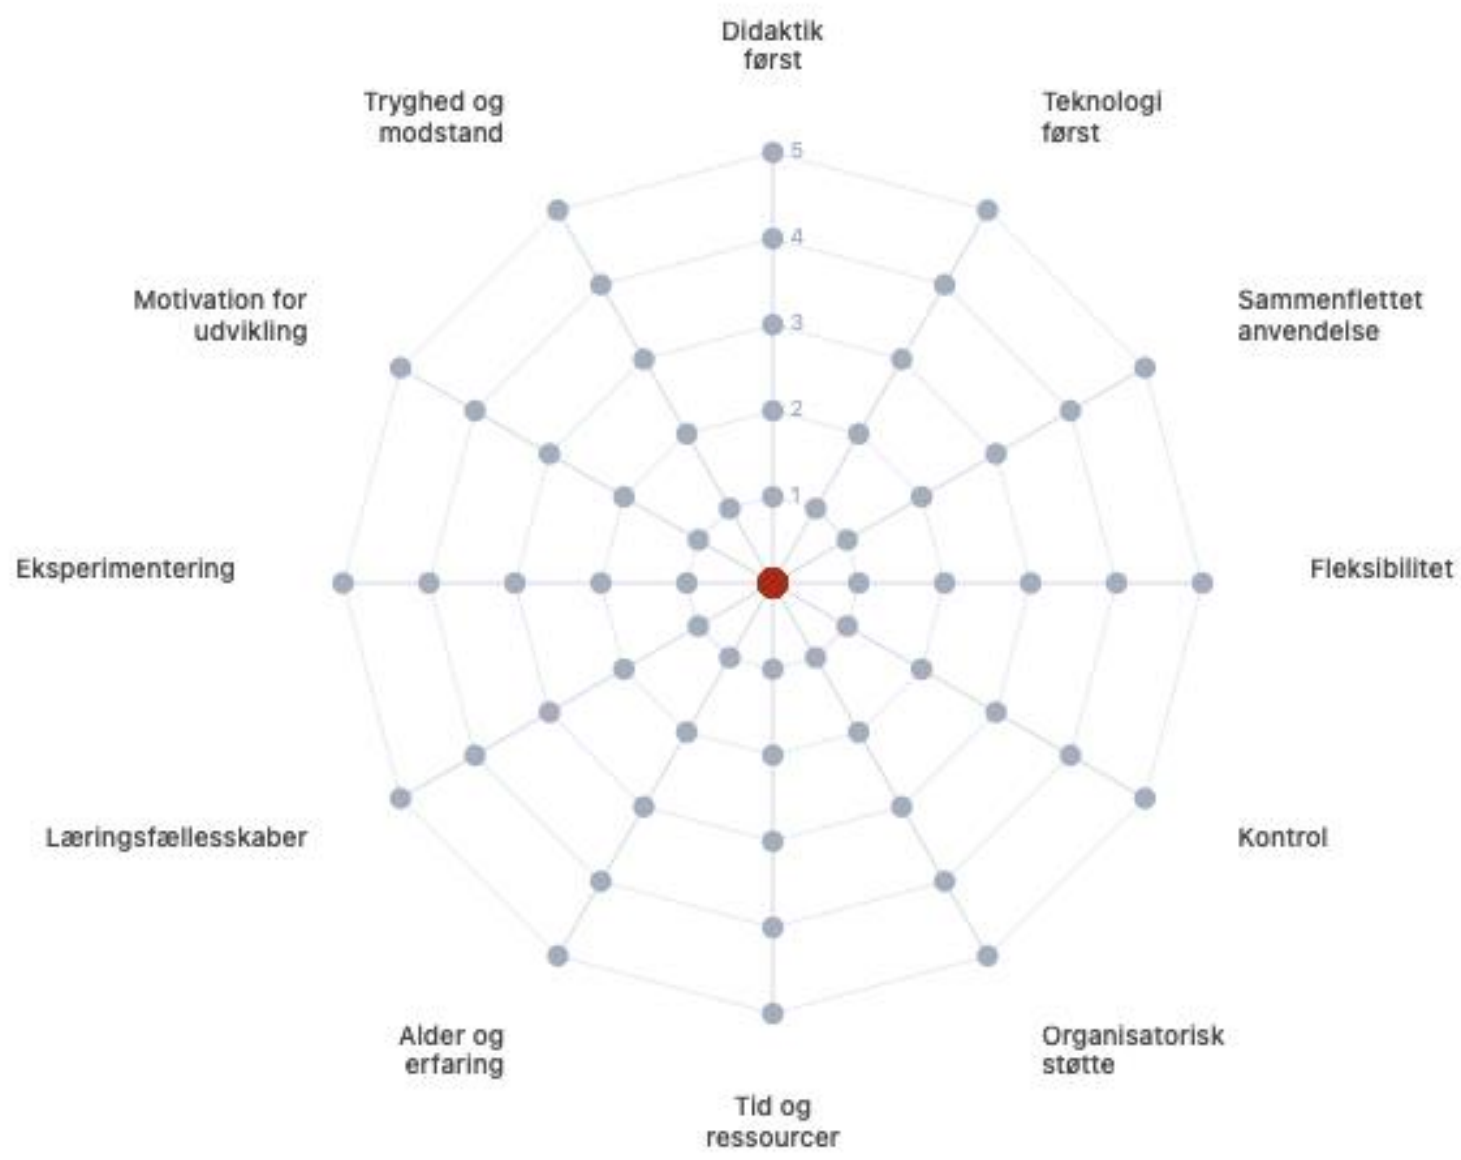 Didaktik
først
Tryghed og
modstand
Teknologi
først
5
4
Motivation for
udvikling
Sammenflettet
anvendelse
3
2
1
Eksperimentering
Fleksibilitet
Læringsfællesskaber
Kontrol
Alder og
erfaring
Organisatorisk
støtte
Tid og
ressourcer